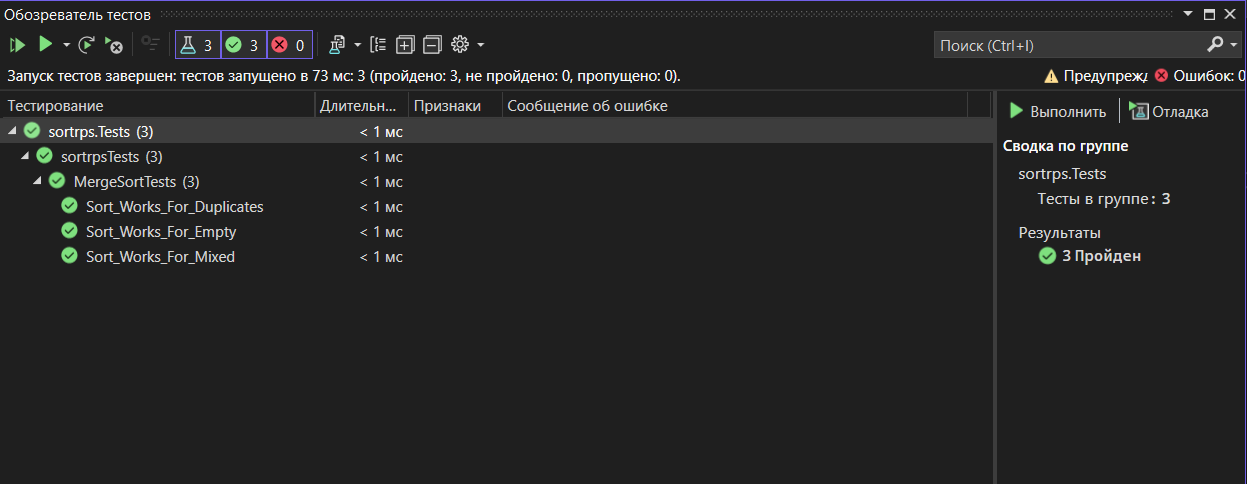 Обозреватель тестов
3 3 0
Поиск (Ctrl+I)
Запуск тестов завершен: тестов запущено в 73 мс: 3 (пройдено: 3, не пройдено: 0, пропущено: 0).
Предупрежд Ошибок: 0
Тестирование Длительн... Признаки Сообщение об ошибке
sortrps.Tests (3) < 1 мс
sortrpsTests (3) < 1 мс
MergeSortTests (3) < 1 мс
Sort_Works_For_Duplicates < 1 мс
Sort_Works_For_Empty < 1 мс
Sort_Works_For_Mixed < 1 мс
Выполнить Отладка
Сводка по группе
sortrps.Tests
Тесты в группе: 3
Результаты
3 Пройден